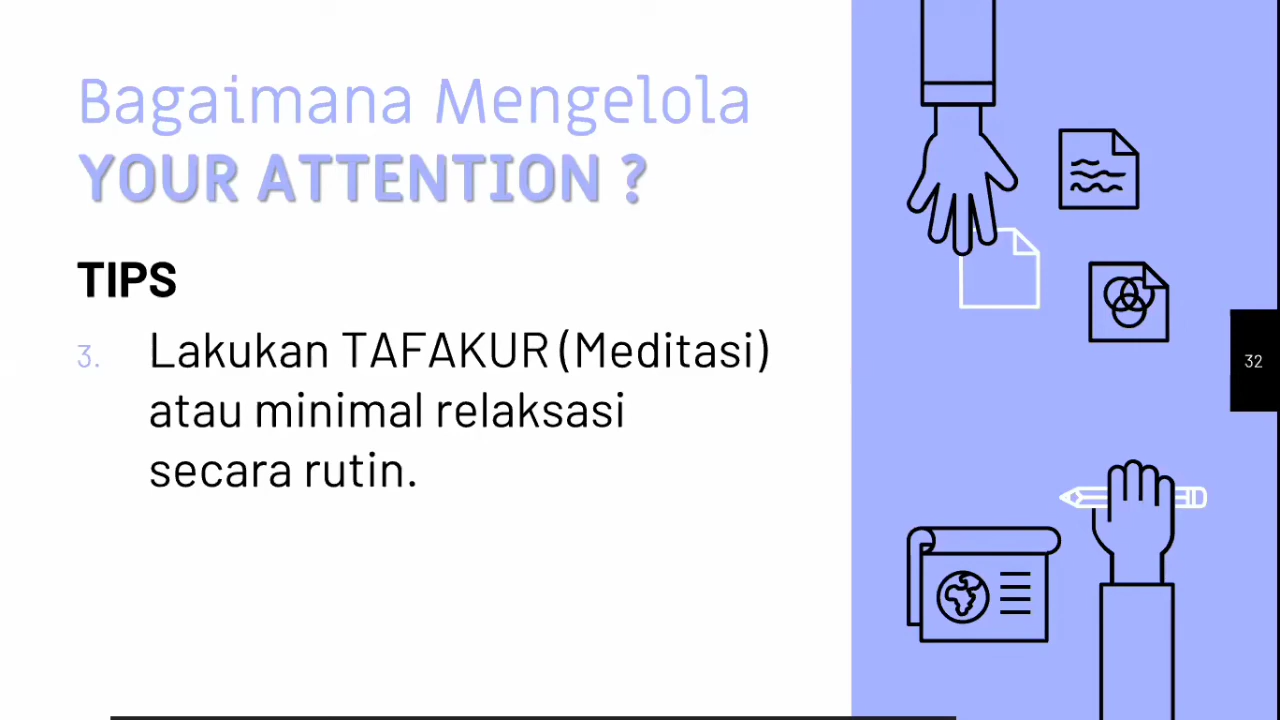 Bagaimana Mengelola
YOUR ATTENTION ?
TIPS
3. Lakukan TAFAKUR (Meditasi)
atau minimal relaksasi
secara rutin.
32